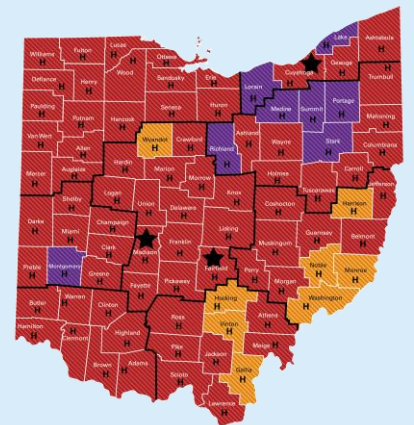 Lake
H
Ashtabula
H
Williams
H
Fulton
H
Lucas
H
Ottawa
H
Wood
H
Cuyahoga
H
Geauga
H
Trumbull
H
Defiance
H
Henry
H
Sandusky
H
Erie
H
Lorain
H
Paulding
H
Putnam
H
Hancock
H
Seneca
H
Huron
H
Medina
H
Summit
H
Portage
H
Mahoning
H
Van Wert
H
Allen
H
Wyandot
H
Crawford
H
Richland
H
Ashland
H
Wayne
H
Stark
H
Columbiana
H
Mercer
H
Auglaize
H
Hardin
H
Marion
H
Morrow
H
Holmes
H
Tuscarawas
H
Carroll
H
Jefferson
H
Shelby
H
Logan
H
Union
H
Delaware
H
Knox
H
Coshocton
H
Harrison
H
Darke
H
Miami
H
Champaign
H
Clark
H
Madison
H
Franklin
H
Licking
H
Muskingum
H
Guernsey
H
Belmont
H
Preble
H
Montgomery
H
Greene
H
Fayette
H
Pickaway
H
Fairfield
H
Perry
H
Morgan
H
Noble
H
Monroe
H
Washington
H
Butler
H
Warren
H
Clinton
H
Ross
H
Hocking
H
Athens
H
Hamilton
H
Clermont
H
Highland
H
Pike
H
Vinton
H
Meigs
H
Brown
H
Adams
H
Scioto
H
Jackson
H
Gallia
H
Lawrence
H